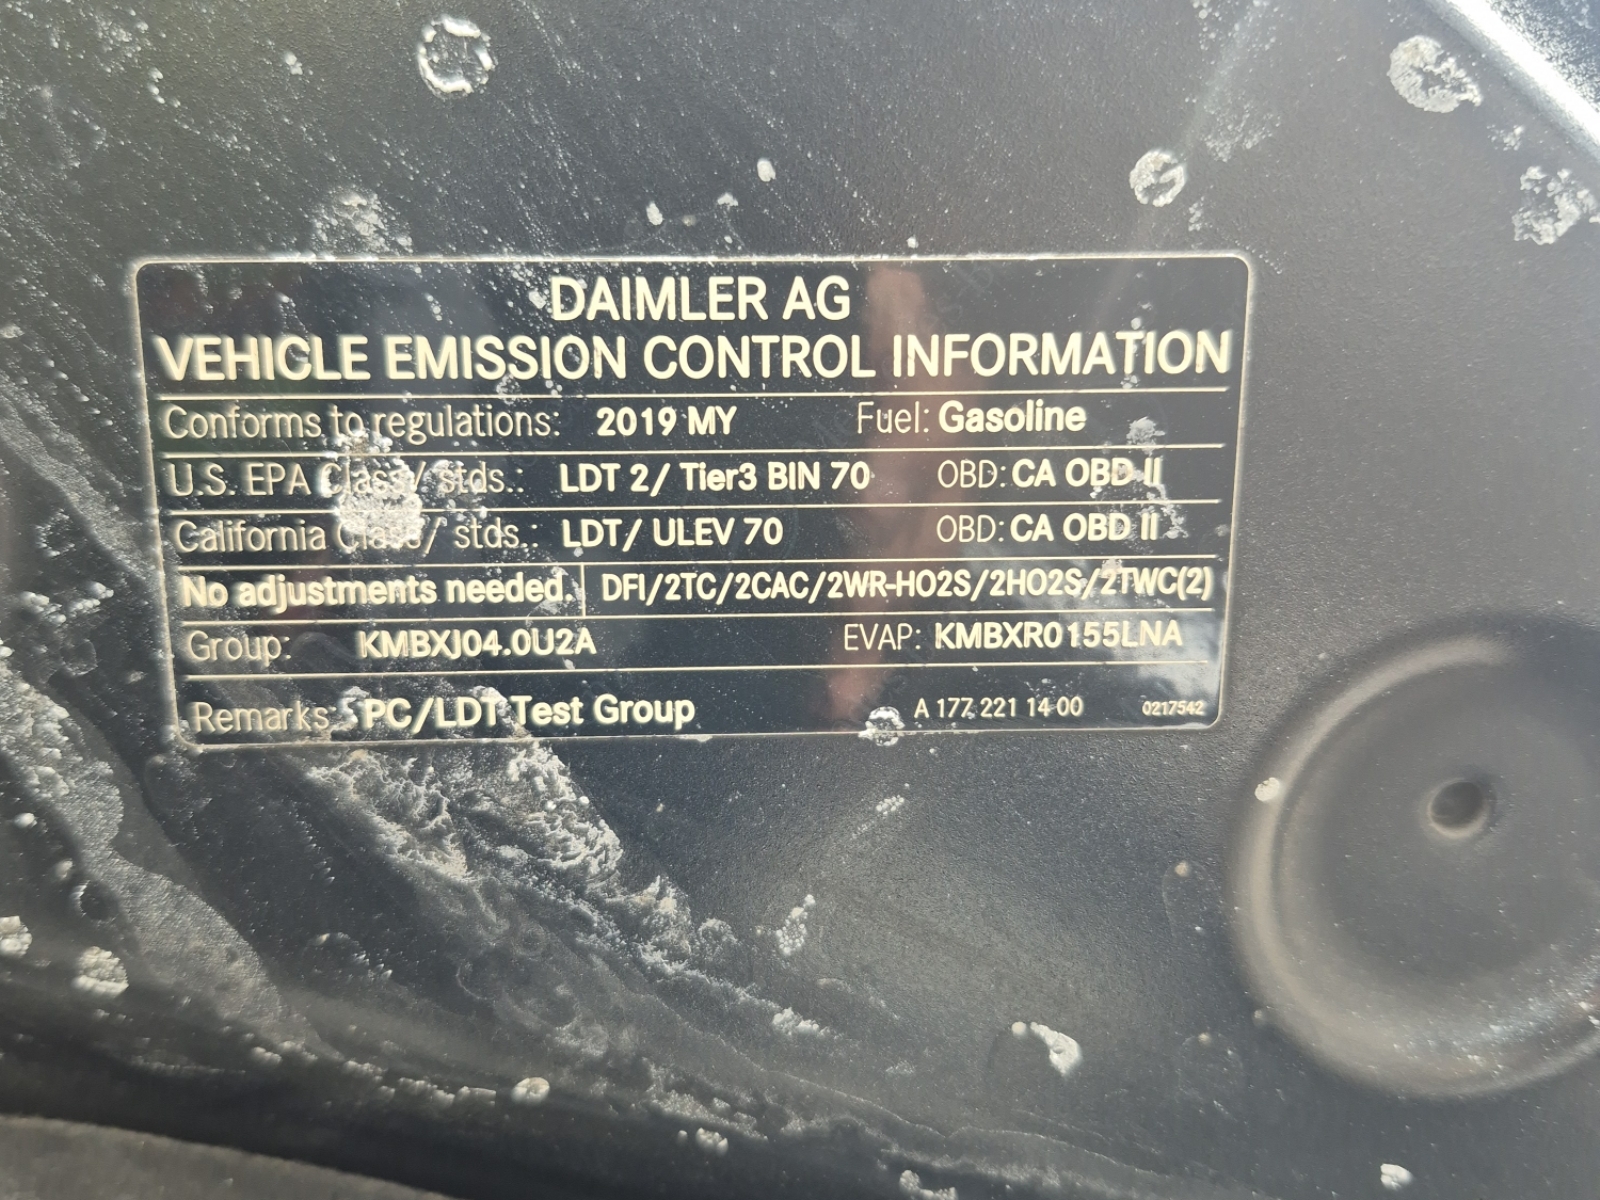 DAIMLER AG
VEHICLE EMISSION CONTROL INFORMATION
Conforms to regulations: 2019 MY Fuel: Gasoline
U.S. EPA Class/ stds.: LDT 2/ Tier3 BIN 70 OBD: CA OBD II
California Class/ stds.: LDT/ ULEV 70 OBD: CA OBD II
No adjustments needed. DFI/2TC/2CAC/2WR-HO2S/2HO2S/2TWC(2)
Group: KMBXJ04.0U2A EVAP: KMBXR0155LNA
Remarks: PC/LDT Test Group A 177 221 14 00 0217542